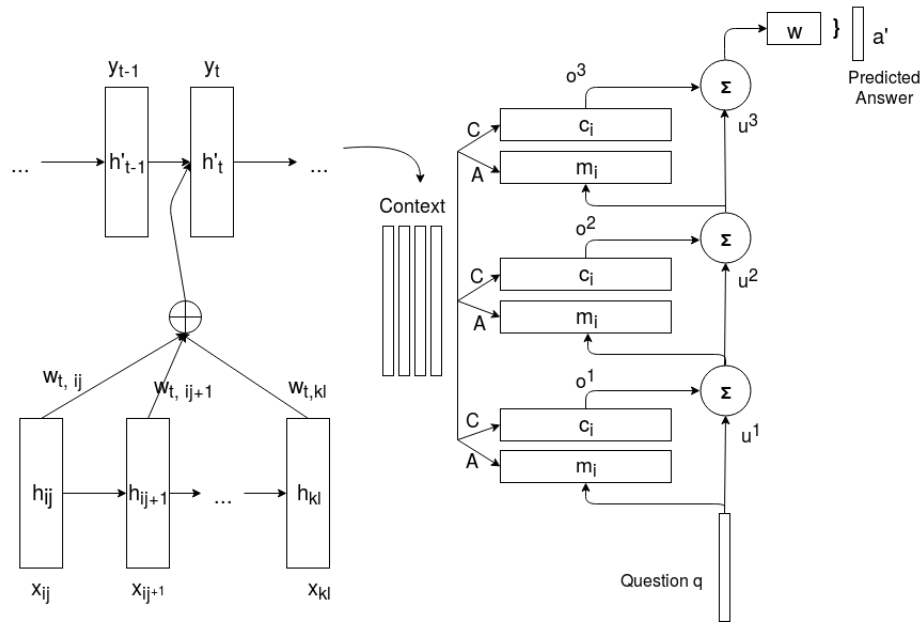 y_{t-1} y_t
... h'_{t-1} h'_t ...
w_{t, ij} w_{t, ij+1} w_{t,kl}
h_{ij} h_{ij+1} ... h_{kl}
x_{ij} x_{ij+1} x_{kl}
Context
w } a'
Predicted
Answer
o^3 Σ
C c_i
u^3
A m_i
o^2 Σ
C c_i
u^2
A m_i
o^1 Σ
C c_i
u^1
A m_i
Question q